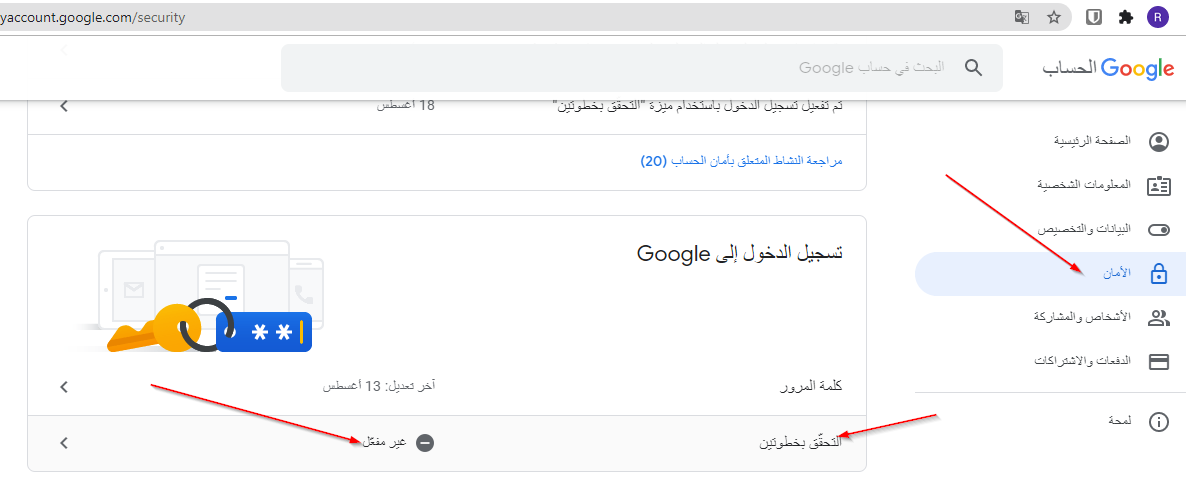 yaccount.google.com/security
R
Google الحساب
البحث في حساب Google
تم تفعيل تسجيل الدخول باستخدام ميزة "التحقق بخطوتين"
18 أغسطس
مراجعة النشاط المتعلق بأمان الحساب (20)
الصفحة الرئيسية
المعلومات الشخصية
البيانات والتخصيص
الأمان
الأشخاص والمشاركة
الدفعات والاشتراكات
لمحة
تسجيل الدخول إلى Google
**
كلمة المرور
آخر تعديل: 13 أغسطس
التحقّق بخطوتين
غير مفعّل